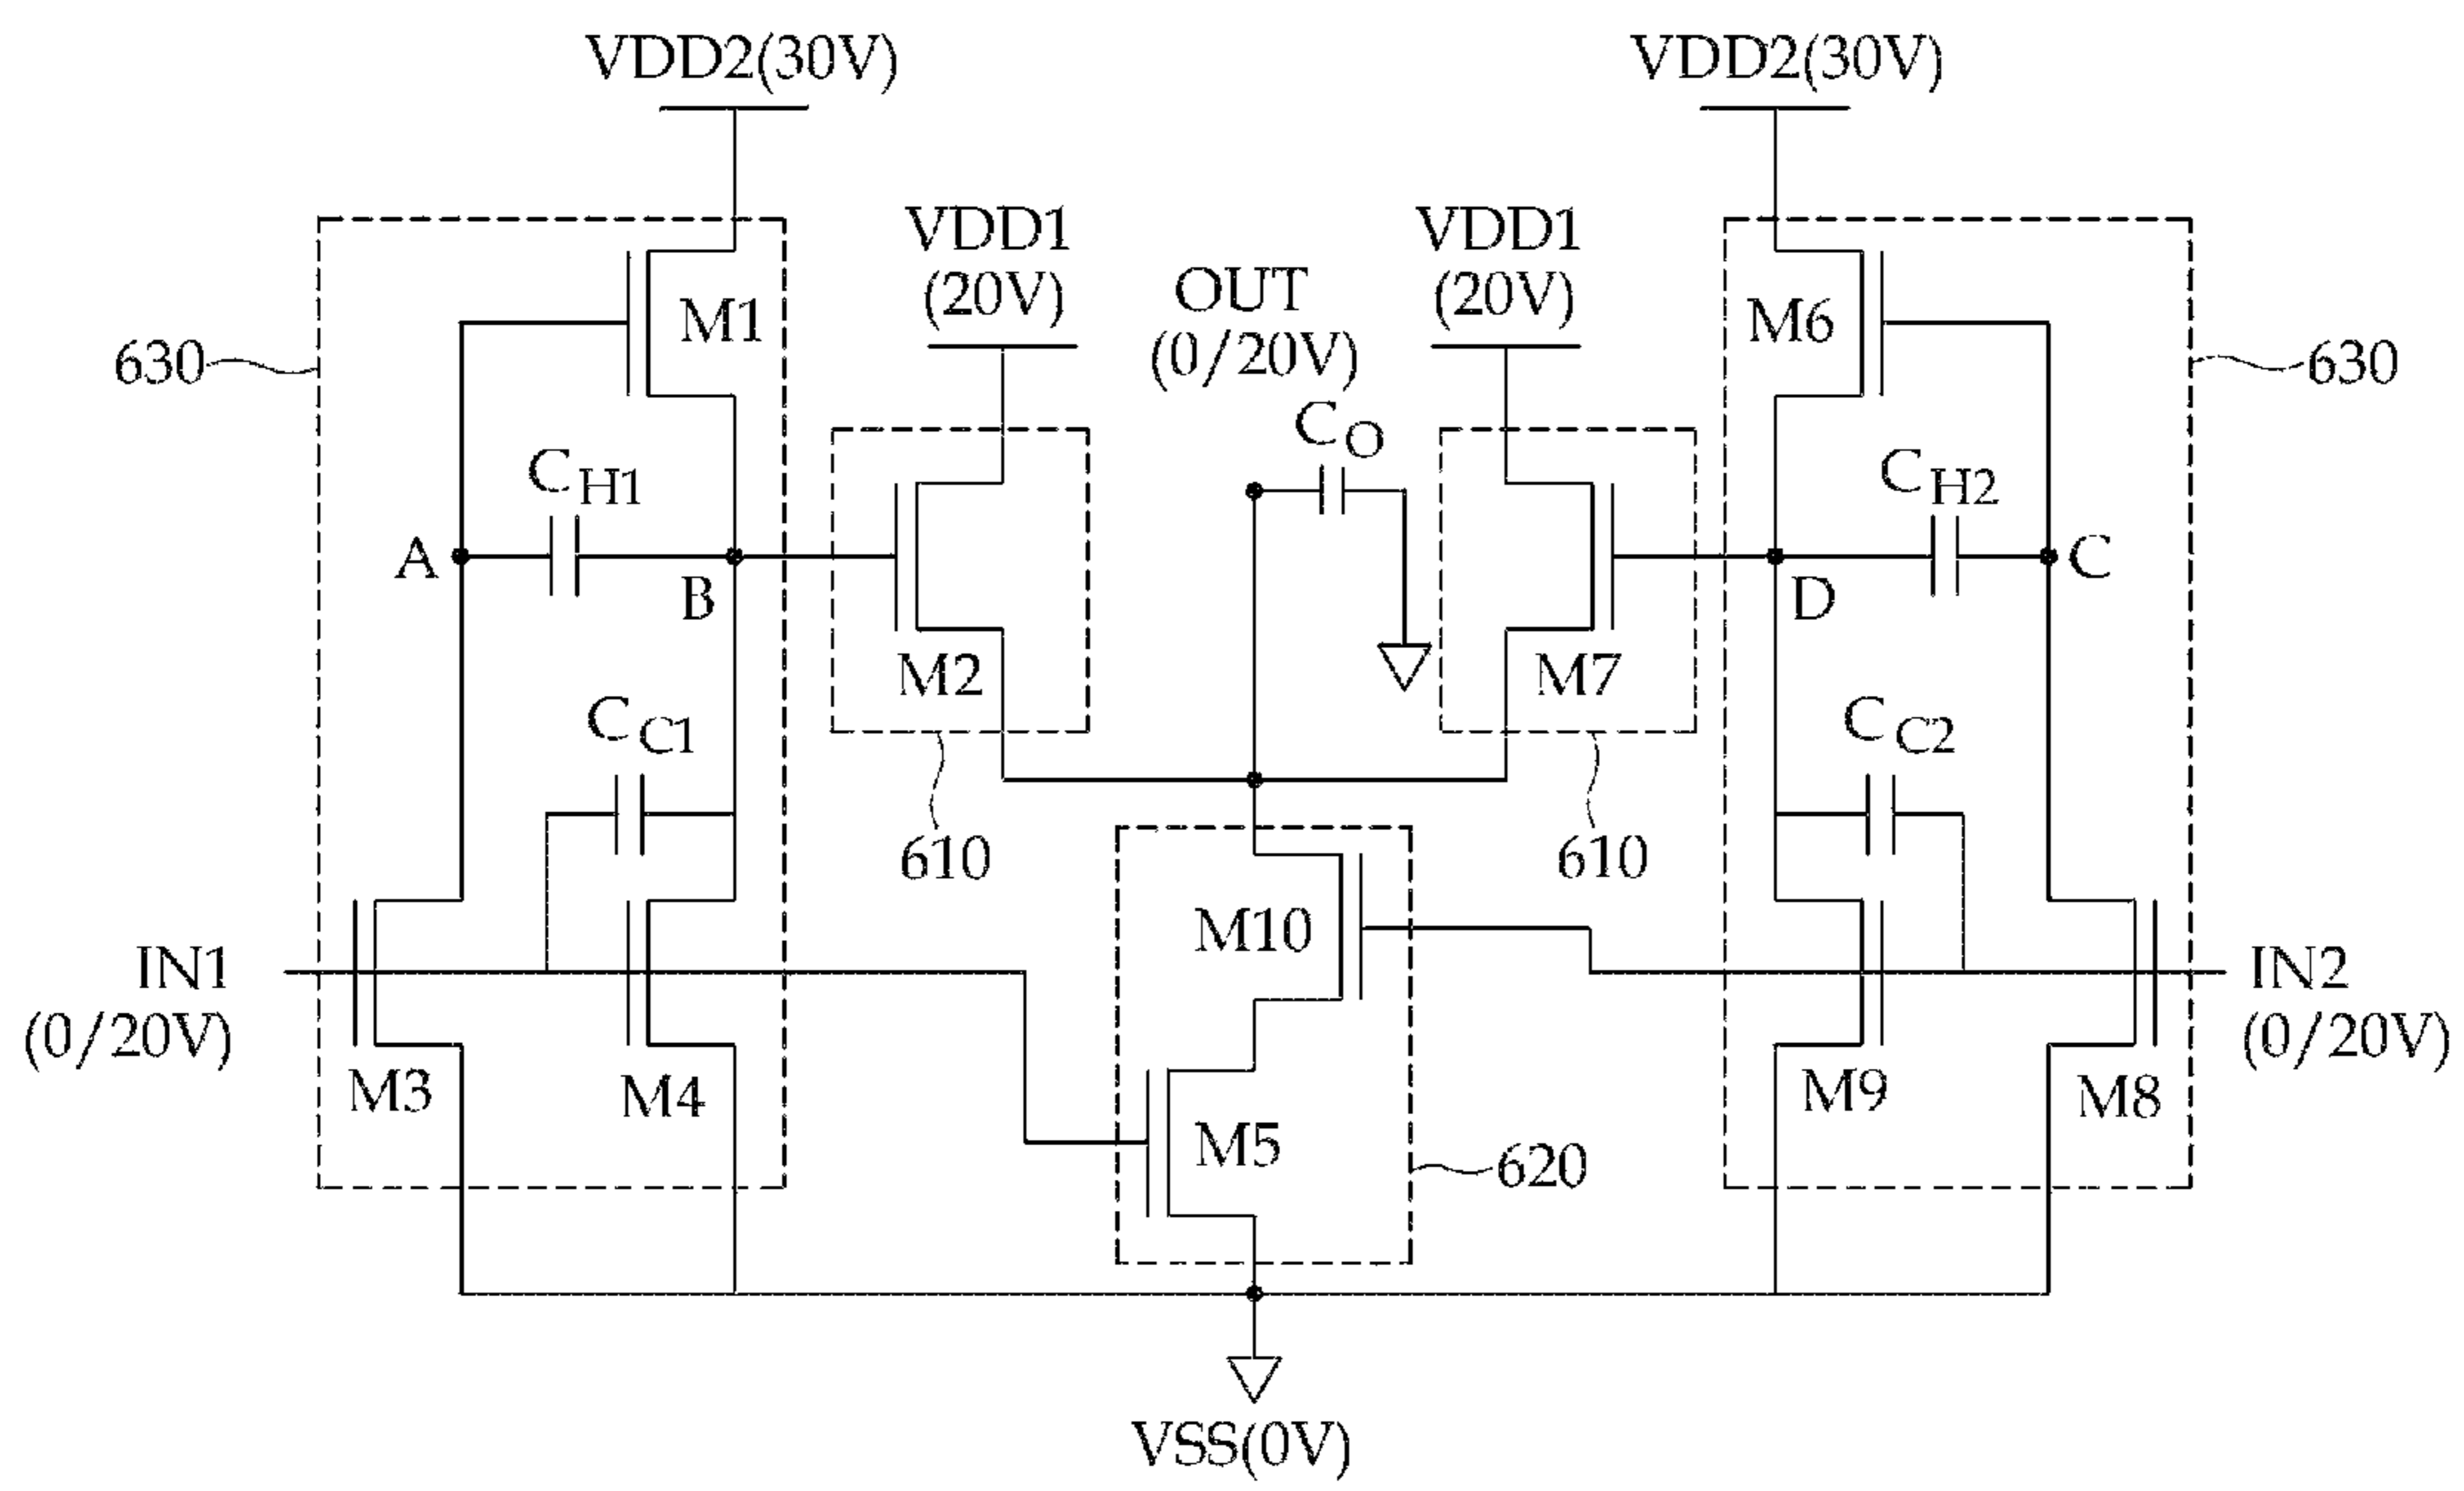 VDD2(30V)
VDD2(30V)
VDD1
(20V)
OUT
(0/20V)
VDD1
(20V)
M1
M6
630
630
CO
CH1
CH2
A
B
D
C
M2
M7
CC1
CC2
610
610
M10
IN1
(0/20V)
IN2
(0/20V)
M3
M4
M9
M8
M5
620
VSS(0V)